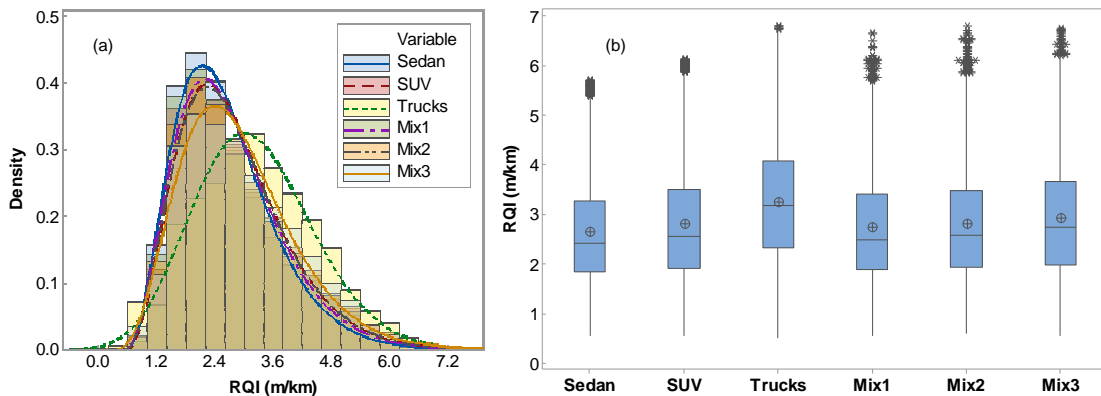 (a)
Density
0.5
0.4
0.3
0.2
0.1
0.0
0.0 1.2 2.4 3.6 4.8 6.0 7.2
RQI (m/km)
Variable
Sedan
SUV
Trucks
Mix1
Mix2
Mix3
(b)
RQI (m/km)
7
6
5
4
3
2
1
0
Sedan SUV Trucks Mix1 Mix2 Mix3